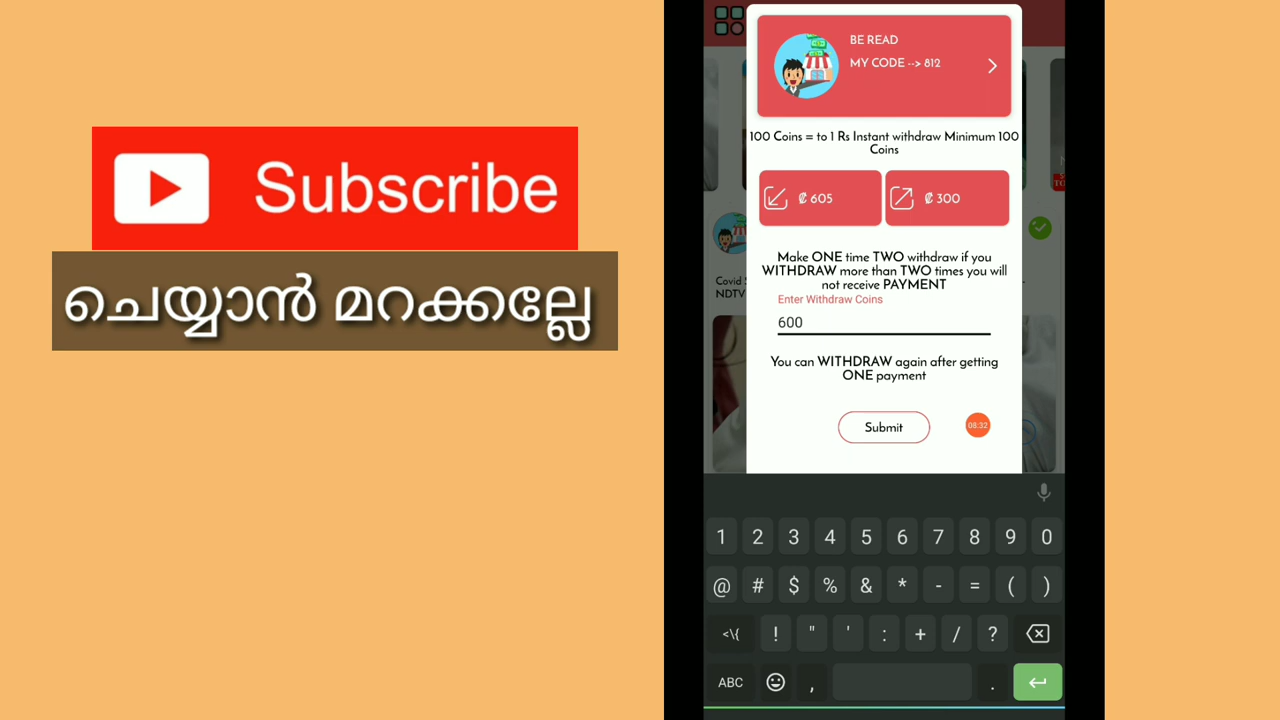 Subscribe
ചെയ്യാൻ മറക്കല്ലേ
BE READ
MY CODE --> 812
100 Coins = to 1 Rs Instant withdraw Minimum 100
Coins
₡ 605
₡ 300
Make ONE time TWO withdraw if you
WITHDRAW more than TWO times you will
not receive PAYMENT
Enter Withdraw Coins
600
You can WITHDRAW again after getting
ONE payment
Submit
08:32
Covid S
NDTV
1 2 3 4 5 6 7 8 9 0
@ # $ % & * - = ( )
<\{ ! " ' : + / ?
ABC , .